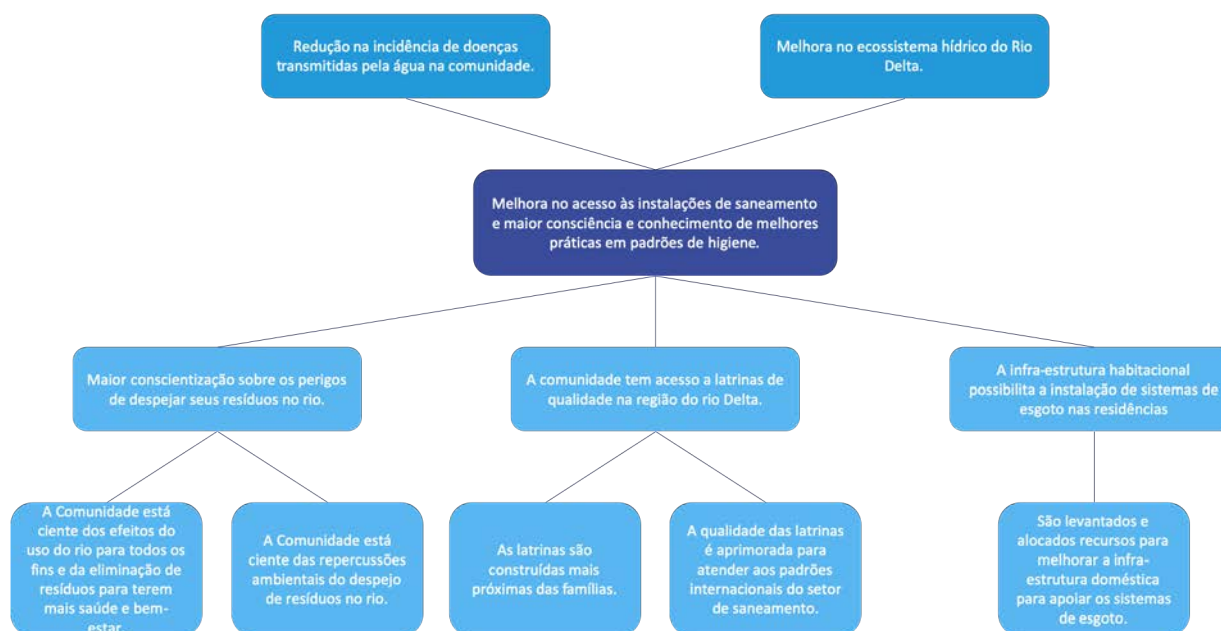 Redução na incidência de doenças
transmitidas pela água na comunidade.
Melhora no ecossistema hídrico do Rio
Delta.
Melhora no acesso às instalações de saneamento
e maior consciência e conhecimento de melhores
práticas em padrões de higiene.
Maior conscientização sobre os perigos
de despejar seus resíduos no rio.
A comunidade tem acesso a latrinas de
qualidade na região do rio Delta.
A infra-estrutura habitacional
possibilita a instalação de sistemas de
esgoto nas residências
A Comunidade está
ciente dos efeitos do
uso do rio para todos os
fins e da eliminação de
resíduos para terem
mais saúde e bem-
estar
A Comunidade está
ciente das repercussões
ambientais do despejo
de resíduos no rio.
As latrinas são
construídas mais
próximas das famílias.
A qualidade das latrinas
é aprimorada para
atender aos padrões
internacionais do setor
de saneamento.
São levantados e
alocados recursos para
melhorar a infra-
estrutura doméstica
para apoiar os sistemas
de esgoto.